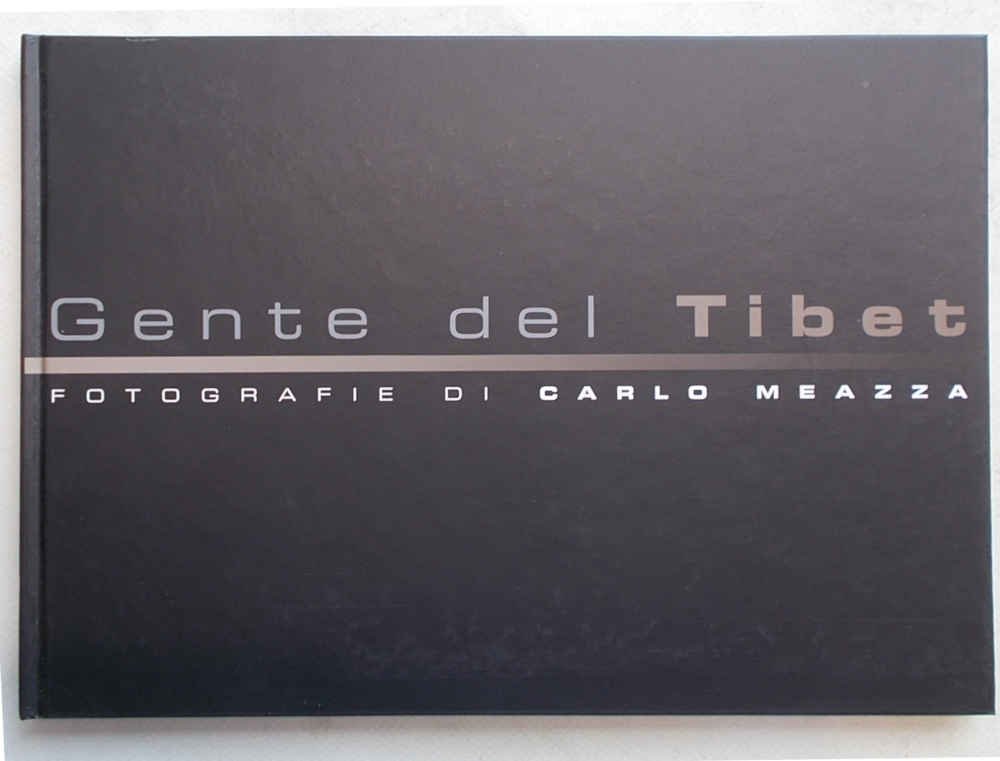 Gente del Tibet
FOTOGRAFIE DI CARLO MEAZZA